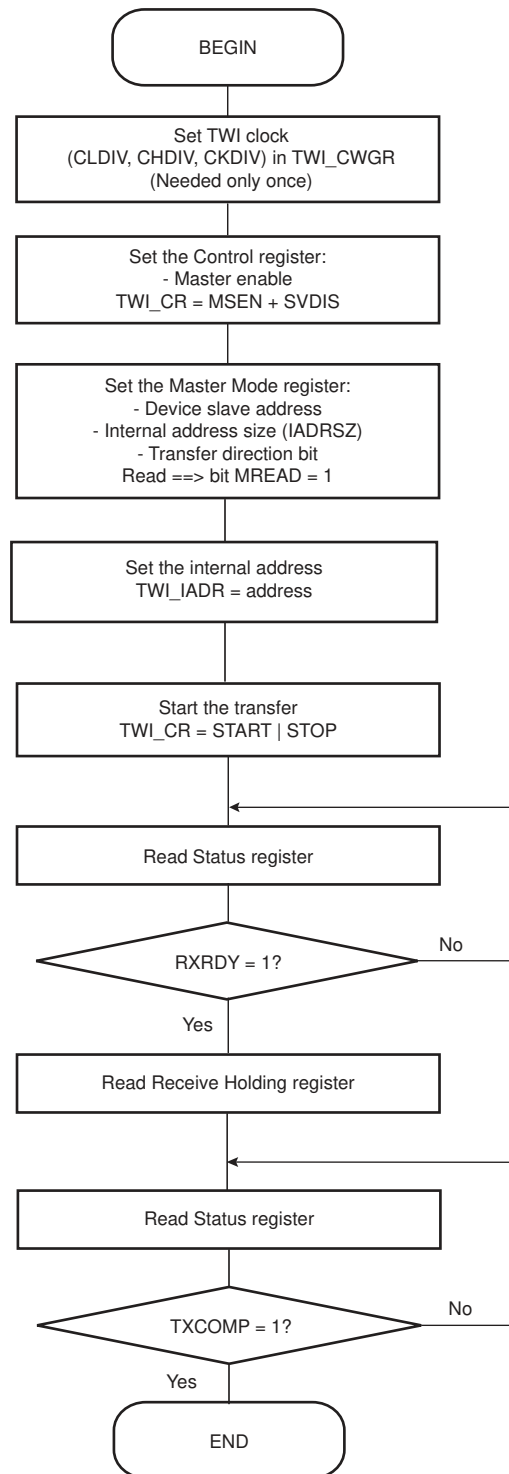 BEGIN
Set TWI clock
(CLDIV, CHDIV, CKDIV) in TWI_CWGR
(Needed only once)
Set the Control register:
- Master enable
TWI_CR = MSEN + SVDIS
Set the Master Mode register:
- Device slave address
- Internal address size (IADRSZ)
- Transfer direction bit
Read ==> bit MREAD = 1
Set the internal address
TWI_IADR = address
Start the transfer
TWI_CR = START | STOP
Read Status register
RXRDY = 1?
No
Yes
Read Receive Holding register
Read Status register
TXCOMP = 1?
No
Yes
END